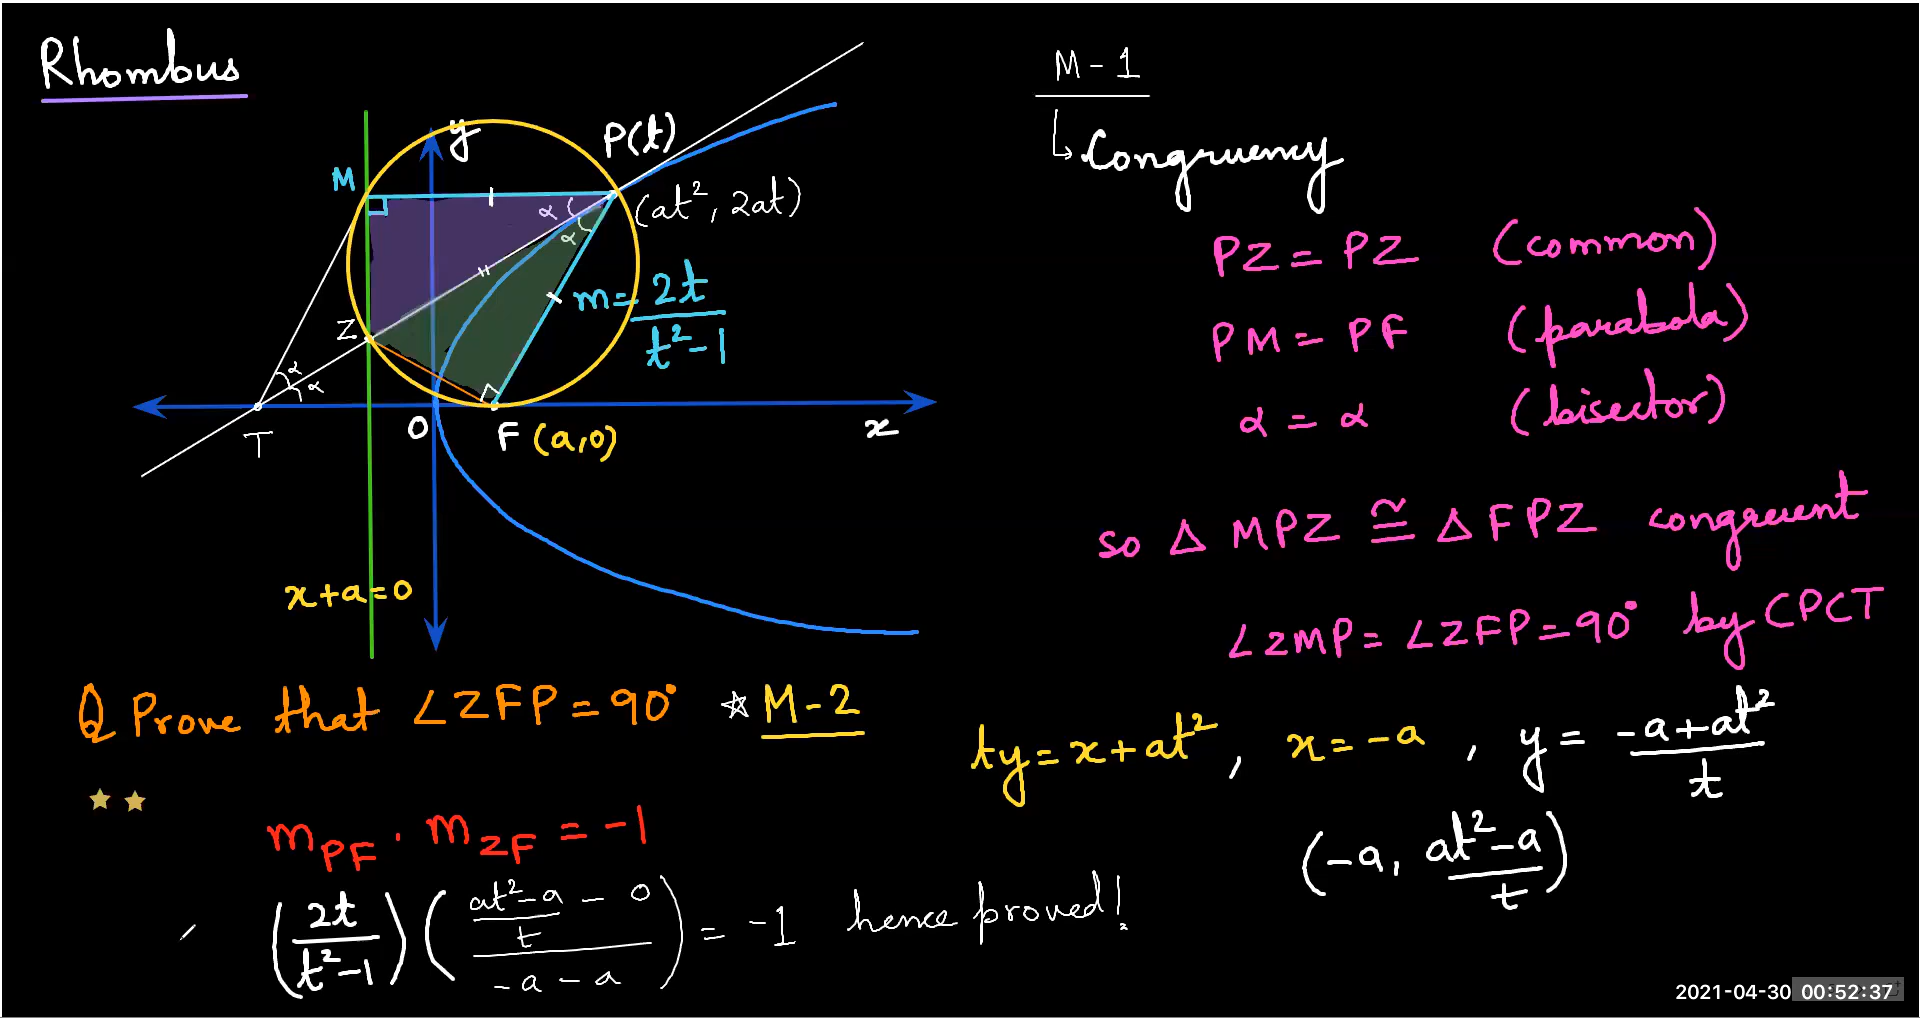 Rhombus
y
P(t)
M
(at², 2at)
α
α
m = 2t/(t²-1)
Z
α
α
T
O
F (a,0)
x
x+a=0
M-1
↳ Congruency
PZ = PZ (common)
PM = PF (parabola)
α = α (bisector)
so Δ MPZ ≅ Δ FPZ congruent
∠ZMP = ∠ZFP = 90° by CPCT
Q Prove that ∠ZFP = 90° ☆ M-2
ty = x + at², x = -a, y = (-a+at²)/t
★ ★
(-a, (at²-a)/t)
m_PF · m_ZF = -1
(2t/(t²-1)) (((at²-a)/t - 0)/(-a-a)) = -1 hence proved!
2021-04-30 00:52:37